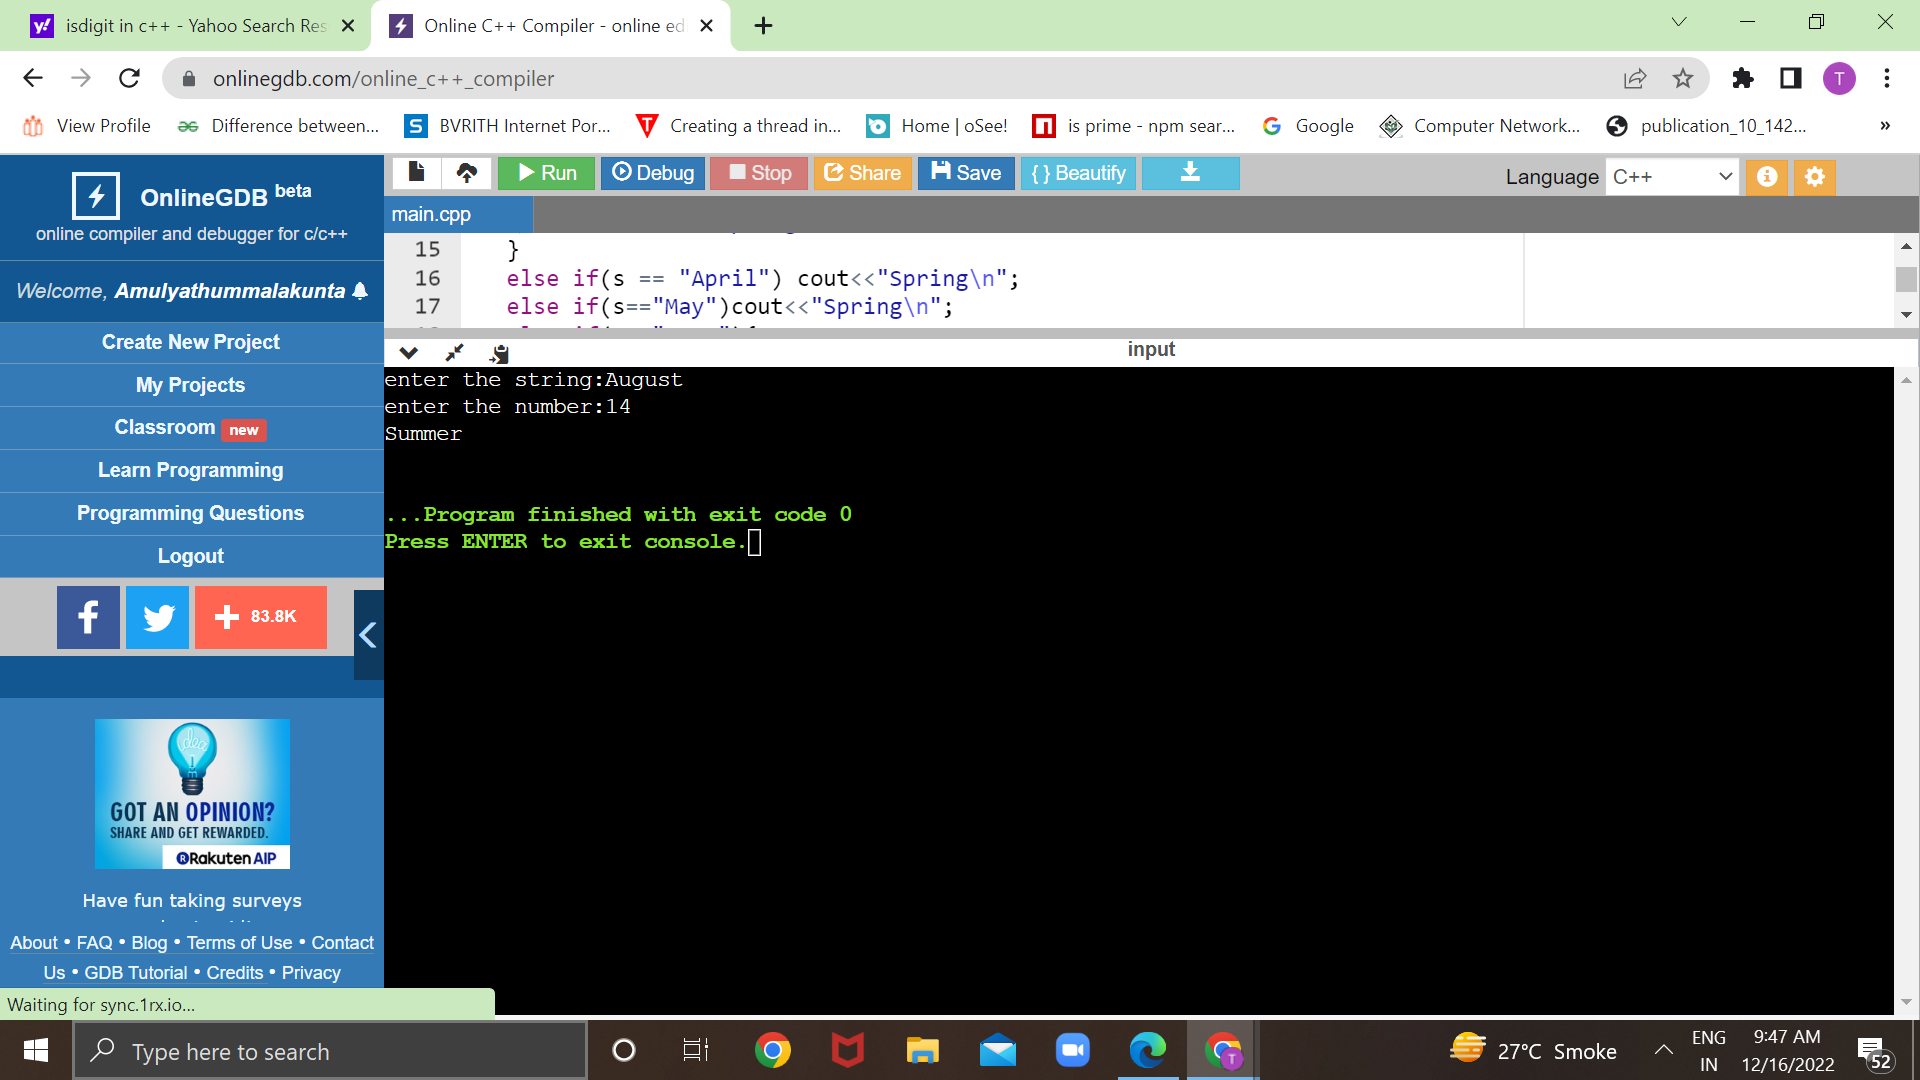 isdigit in c++ - Yahoo Search Res
Online C++ Compiler - online ed
onlinegdb.com/online_c++_compiler
T
View Profile
Difference between...
BVRITH Internet Por...
Creating a thread in...
Home | oSee!
is prime - npm sear...
Google
Computer Network...
publication_10_142...
»
OnlineGDB beta
online compiler and debugger for c/c++
Welcome, Amulyathummalakunta
Create New Project
My Projects
Classroom new
Learn Programming
Programming Questions
Logout
83.8K
GOT AN OPINION?
SHARE AND GET REWARDED.
Rakuten AIP
Have fun taking surveys
About • FAQ • Blog • Terms of Use • Contact
Us • GDB Tutorial • Credits • Privacy
Waiting for sync.1rx.io...
Run
Debug
Stop
Share
Save
{ } Beautify
Language C++
main.cpp
15 }
16 else if(s == "April") cout<<"Spring\n";
17 else if(s=="May")cout<<"Spring\n";
input
enter the string:August
enter the number:14
Summer
...Program finished with exit code 0
Press ENTER to exit console.
Type here to search
T
27°C Smoke
ENG
IN
9:47 AM
12/16/2022
52